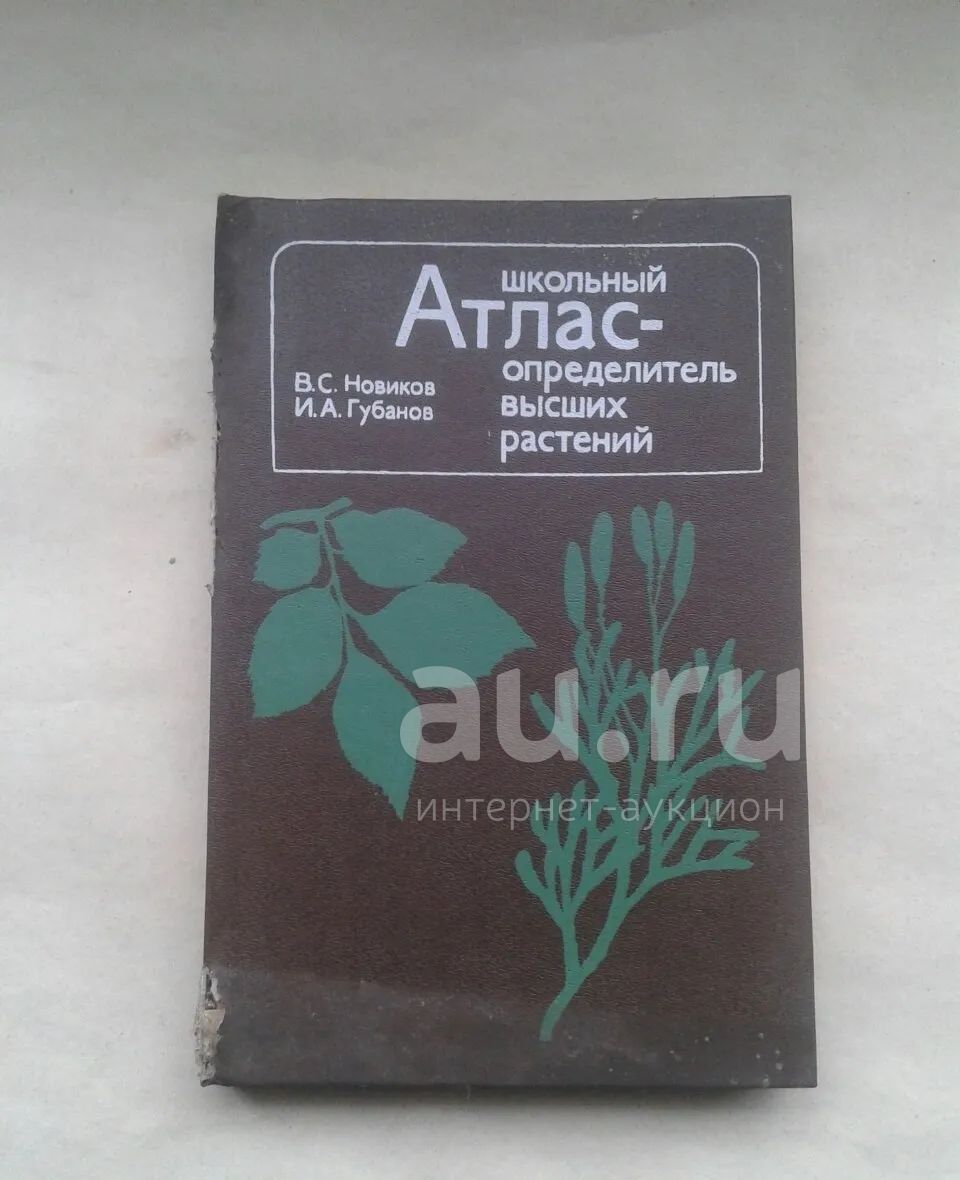 школьный
Атлас-
определитель
высших
растений
В.С. Новиков
И.А. Губанов
au.ru
интернет-аукцион